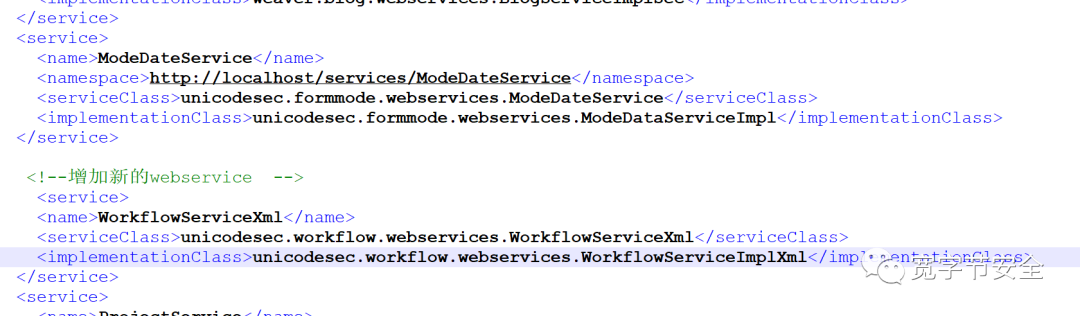 <implementationClass>weaver.blog.webservices.BlogServiceImplSec</implementationClass>
</service>
<service>
<name>ModeDateService</name>
<namespace>http://localhost/services/ModeDateService</namespace>
<serviceClass>unicodesec.formmode.webservices.ModeDateService</serviceClass>
<implementationClass>unicodesec.formmode.webservices.ModeDataServiceImpl</implementationClass>
</service>
<!--增加新的webservice  -->
<service>
<name>WorkflowServiceXml</name>
<serviceClass>unicodesec.workflow.webservices.WorkflowServiceXml</serviceClass>
<implementationClass>unicodesec.workflow.webservices.WorkflowServiceImplXml</implementationClass>
宽字节安全
</service>
<service>
<name>ProjectService</name>